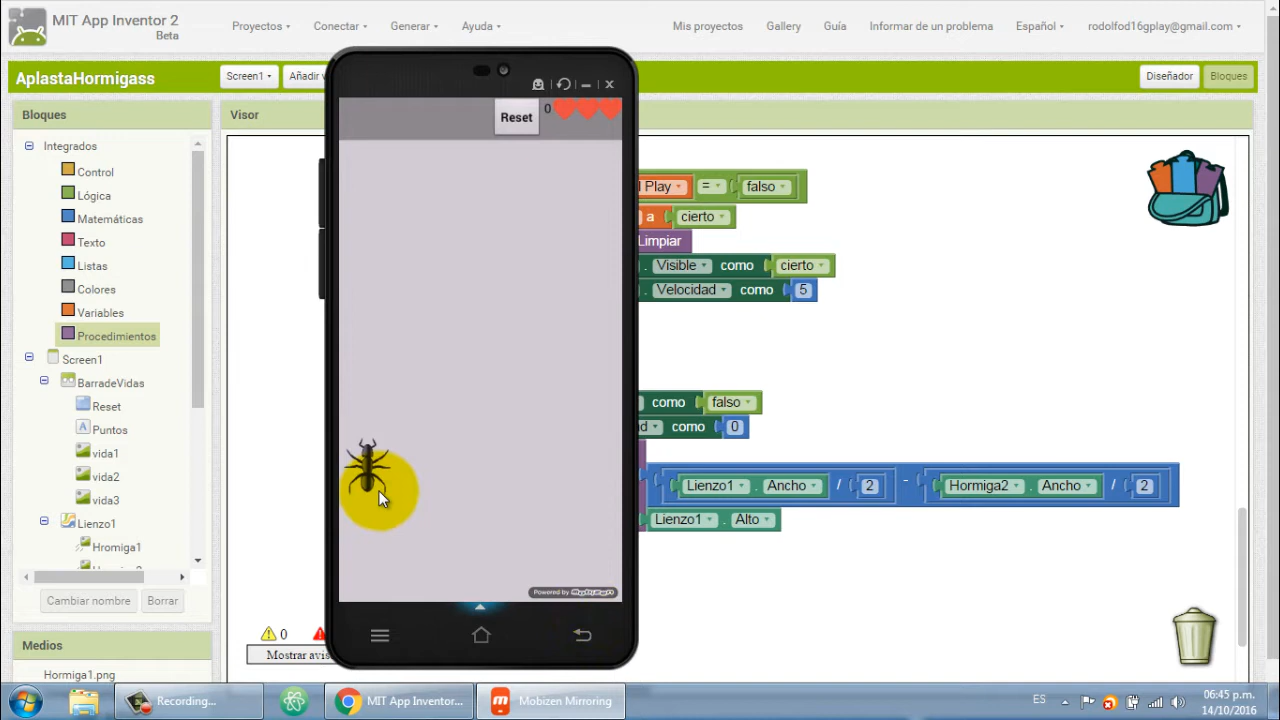 MIT App Inventor 2
Beta
Proyectos Conectar Generar Ayuda Mis proyectos Gallery Guía Informar de un problema Español rodolfod16gplay@gmail.com
AplastaHormigass Screen1 Añadir Diseñador Bloques
Bloques Visor
Integrados
Control
Lógica
Matemáticas
Texto
Listas
Colores
Variables
Procedimientos
Screen1
BarradeVidas
Reset
Puntos
vida1
vida2
vida3
Lienzo1
Hromiga1
Cambiar nombre Borrar
Medios
Hormiga1.png
Reset 0
Powered by
Play = falso
a cierto
Limpiar
. Visible como cierto
. Velocidad como 5
como falso
como 0
Lienzo1 . Ancho / 2 - Hormiga2 . Ancho / 2
Lienzo1 . Alto
0
Mostrar
Recording... MIT App Inventor... Mobizen Mirroring ES 06:45 p.m.
14/10/2016